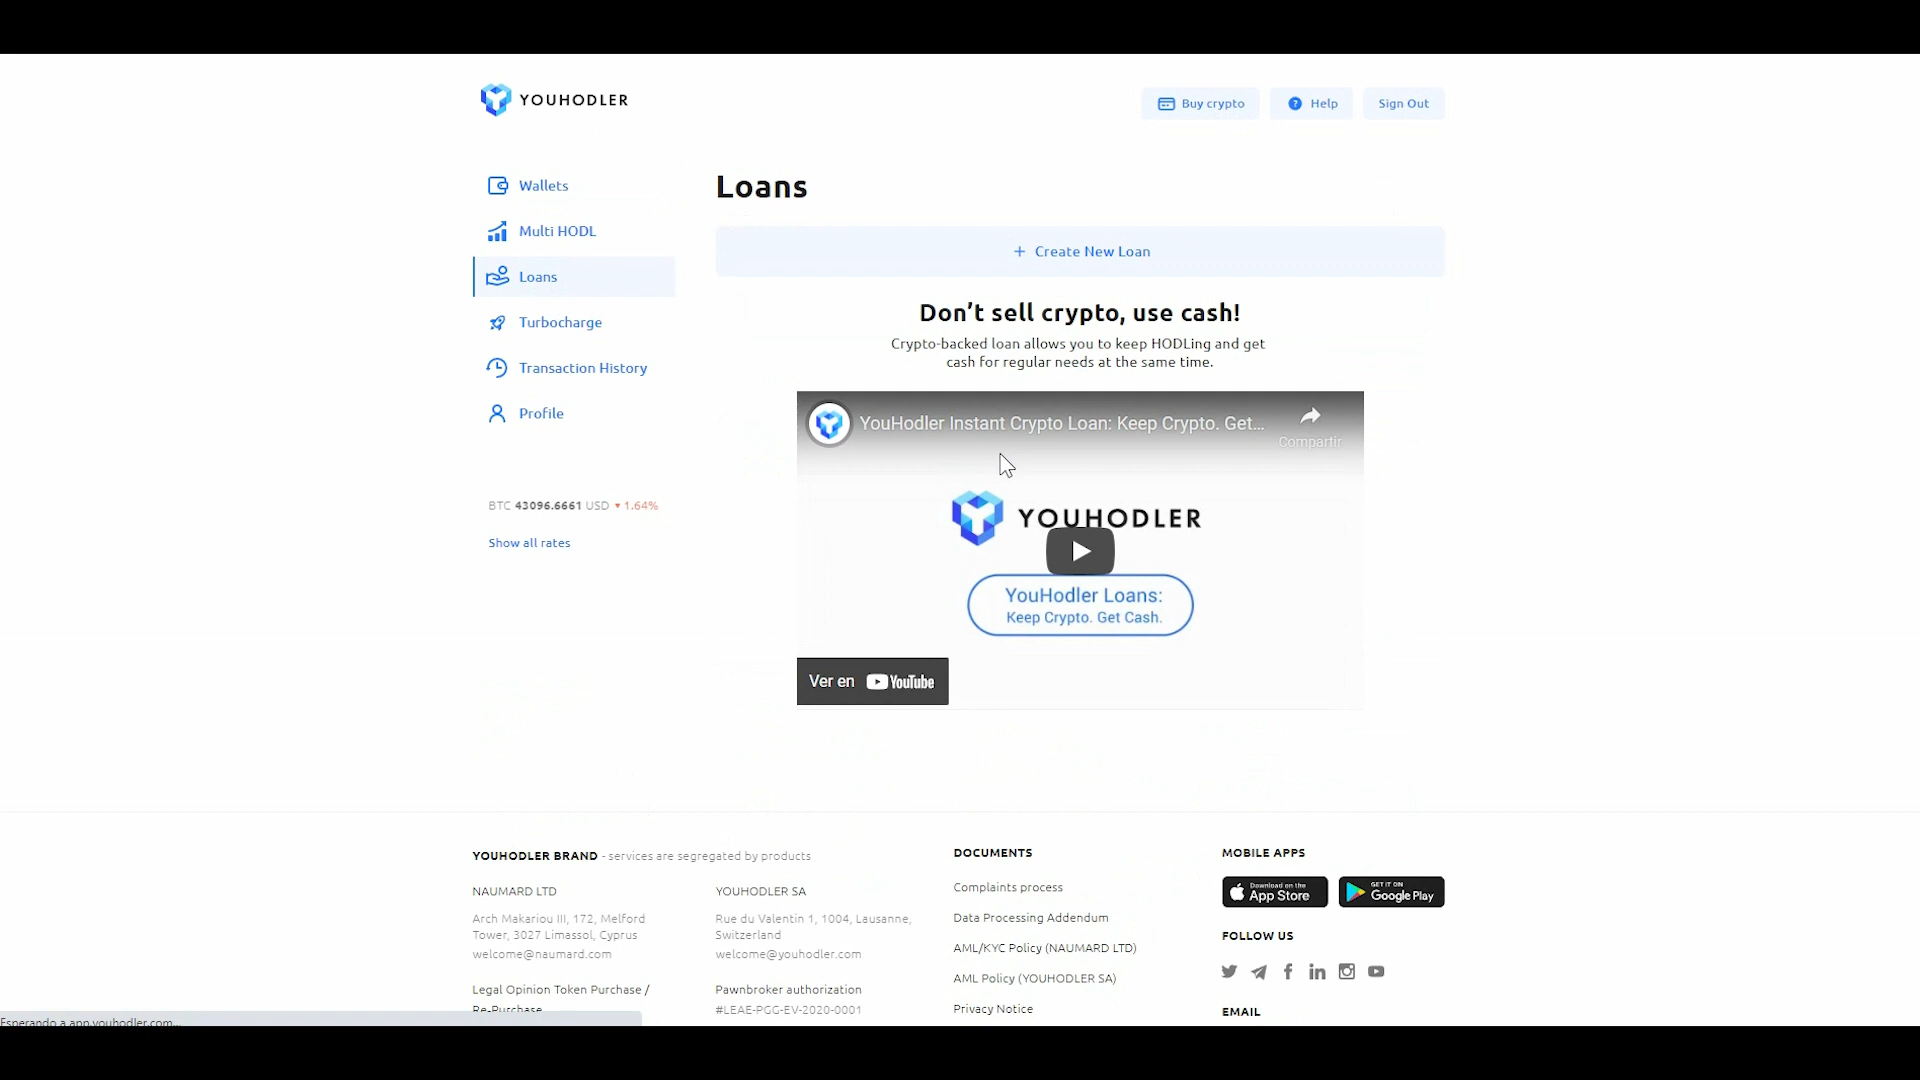 YOUHODLER
Buy crypto
Help
Sign Out
Wallets
Multi HODL
Loans
Turbocharge
Transaction History
Profile
BTC 43096.6661 USD ▾ 1.64%
Show all rates
Loans
+ Create New Loan
Don’t sell crypto, use cash!
Crypto-backed loan allows you to keep HODLing and get
cash for regular needs at the same time.
YouHodler Instant Crypto Loan: Keep Crypto. Get...
Compartir
YOUHODLER
YouHodler Loans:
Keep Crypto. Get Cash.
Ver en YouTube
YOUHODLER BRAND - services are segregated by products
NAUMARD LTD
Arch Makariou III, 172, Melford
Tower, 3027 Limassol, Cyprus
welcome@naumard.com
Legal Opinion Token Purchase /
Re-Purchase
YOUHODLER SA
Rue du Valentin 1, 1004, Lausanne,
Switzerland
welcome@youhodler.com
Pawnbroker authorization
#LEAE-PGG-EV-2020-0001
DOCUMENTS
Complaints process
Data Processing Addendum
AML/KYC Policy (NAUMARD LTD)
AML Policy (YOUHODLER SA)
Privacy Notice
MOBILE APPS
Download on the
App Store
GET IT ON
Google Play
FOLLOW US
EMAIL
Esperando a app.youhodler.com...